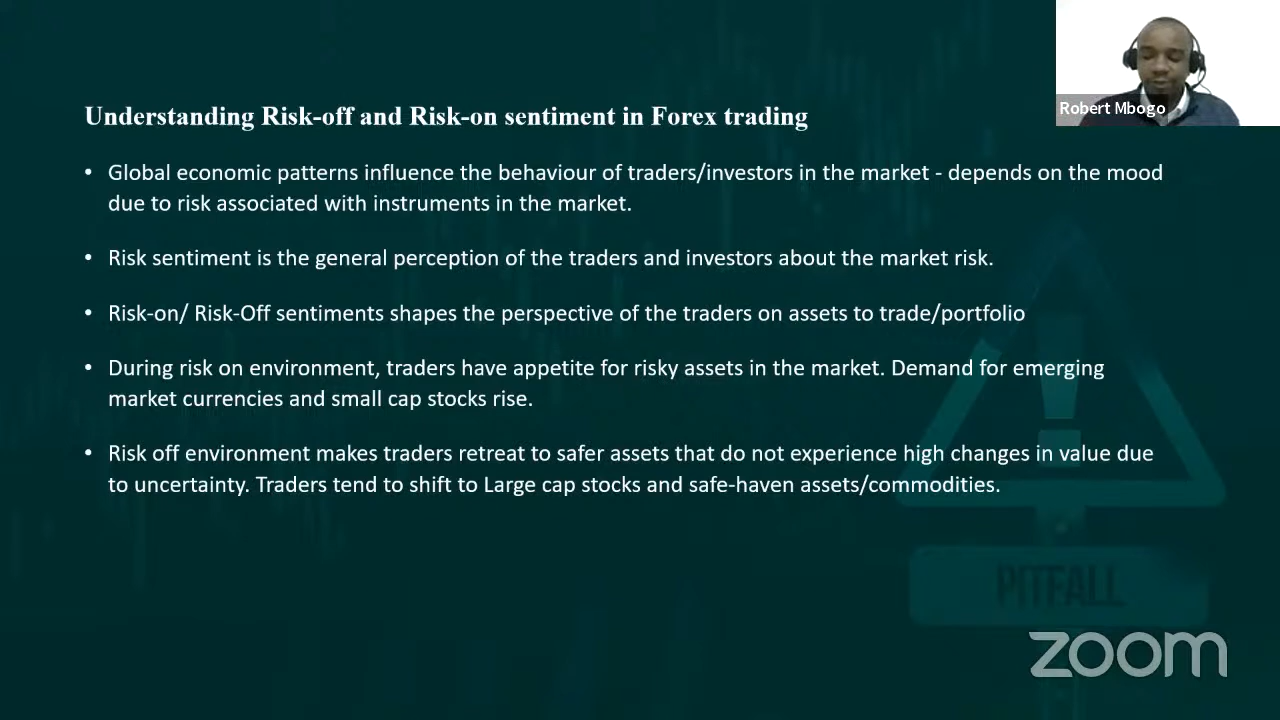 Robert Mbogo
Understanding Risk-off and Risk-on sentiment in Forex trading
• Global economic patterns influence the behaviour of traders/investors in the market - depends on the mood
due to risk associated with instruments in the market.
• Risk sentiment is the general perception of the traders and investors about the market risk.
• Risk-on/ Risk-Off sentiments shapes the perspective of the traders on assets to trade/portfolio
• During risk on environment, traders have appetite for risky assets in the market. Demand for emerging
market currencies and small cap stocks rise.
• Risk off environment makes traders retreat to safer assets that do not experience high changes in value due
to uncertainty. Traders tend to shift to Large cap stocks and safe-haven assets/commodities.
PITFALL
zoom